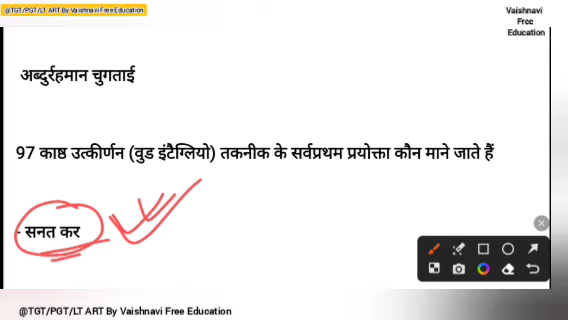 @TGT/PGT/LT ART By Vaishnavi Free Education
Vaishnavi
Free
Education
अब्दुर्रहमान चुगताई
97 काष्ठ उत्कीर्णन (वुड इंटैग्लियो) तकनीक के सर्वप्रथम प्रयोक्ता कौन माने जाते हैं
- सनत कर
@TGT/PGT/LT ART By Vaishnavi Free Education